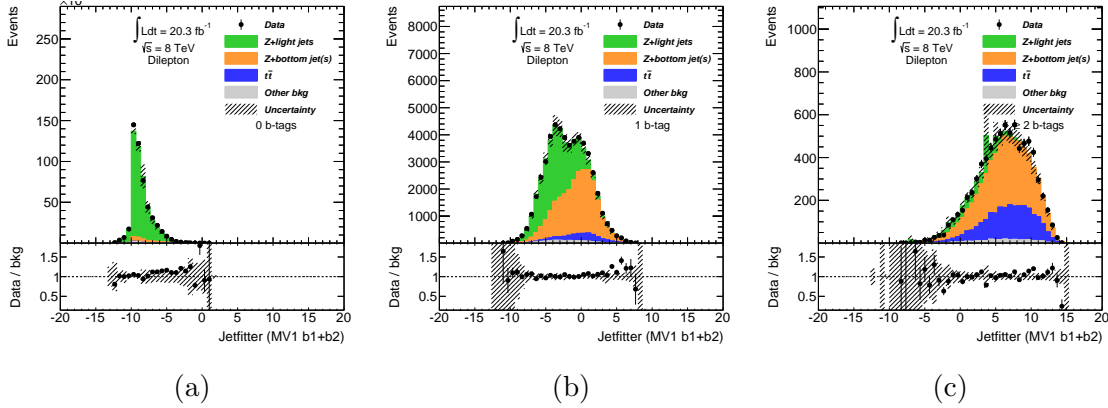 ×10
Events
50
100
150
200
250
∫ Ldt = 20.3 fb⁻¹
√s = 8 TeV
Dilepton
Data
Z+light jets
Z+bottom jet(s)
tt̄
Other bkg
Uncertainty
0 b-tags
Data / bkg
0.5
1
1.5
-20 -15 -10 -5 0 5 10 15 20
Jetfitter (MV1 b1+b2)
Events
1000
2000
3000
4000
5000
6000
7000
8000
∫ Ldt = 20.3 fb⁻¹
√s = 8 TeV
Dilepton
Data
Z+light jets
Z+bottom jet(s)
tt̄
Other bkg
Uncertainty
1 b-tag
Data / bkg
0.5
1
1.5
-20 -15 -10 -5 0 5 10 15 20
Jetfitter (MV1 b1+b2)
Events
0
200
400
600
800
1000
∫ Ldt = 20.3 fb⁻¹
√s = 8 TeV
Dilepton
Data
Z+light jets
Z+bottom jet(s)
tt̄
Other bkg
Uncertainty
2 b-tags
Data / bkg
0.5
1
1.5
-20 -15 -10 -5 0 5 10 15 20
Jetfitter (MV1 b1+b2)
(a)
(b)
(c)